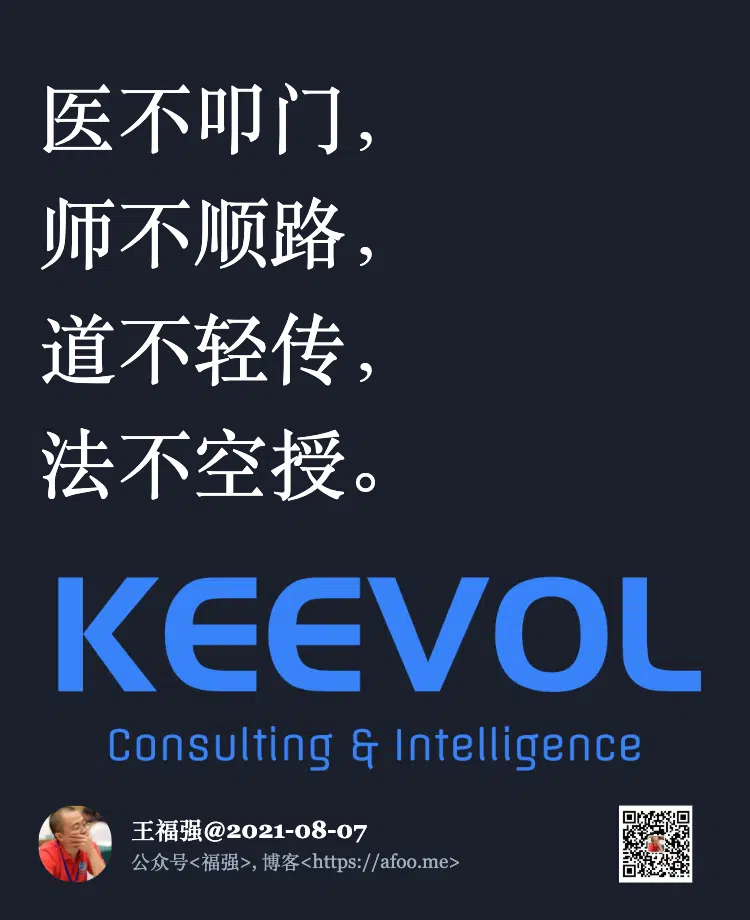 医不叩门，
师不顺路，
道不轻传，
法不空授。
KEEVOL
Consulting & Intelligence
王福强@2021-08-07
公众号<福强>, 博客<https://afoo.me>